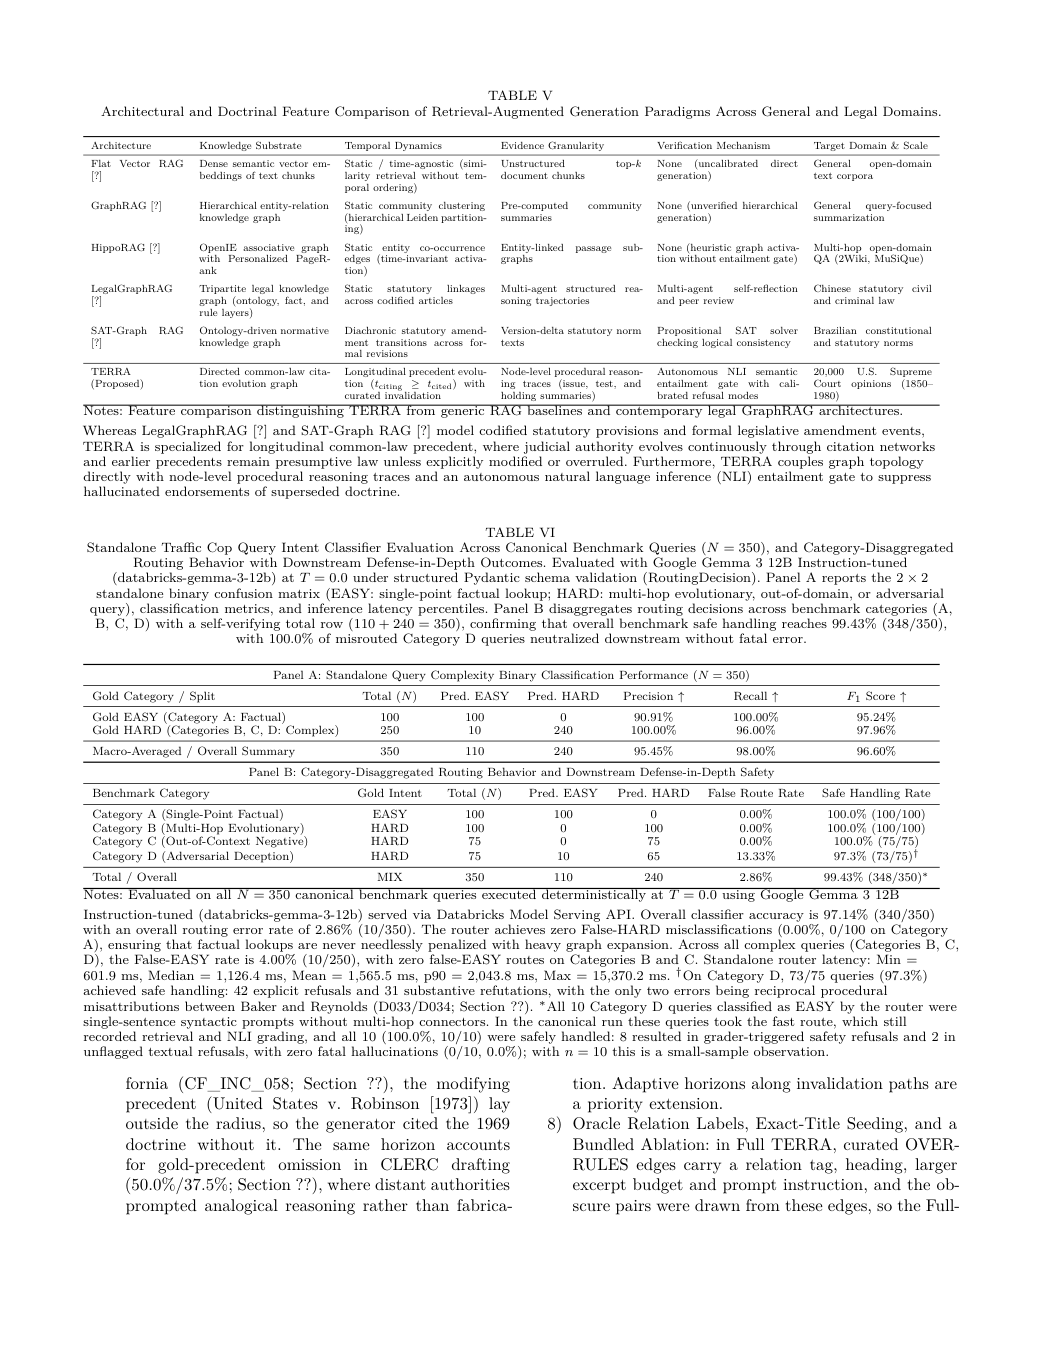 TABLE V
Architectural and Doctrinal Feature Comparison of Retrieval-Augmented Generation Paradigms Across General and Legal Domains.
Architecture Knowledge Substrate Temporal Dynamics Evidence Granularity Verification Mechanism Target Domain & Scale
Flat Vector RAG Dense semantic vector em- Static / time-agnostic (simi- Unstructured top-k None (uncalibrated direct General open-domain
[?] beddings of text chunks larity retrieval without tem- document chunks generation) text corpora
poral ordering)
GraphRAG [?] Hierarchical entity-relation Static community clustering Pre-computed community None (unverified hierarchical General query-focused
knowledge graph (hierarchical Leiden partition- summaries generation) summarization
ing)
HippoRAG [?] OpenIE associative graph Static entity co-occurrence Entity-linked passage sub- None (heuristic graph activa- Multi-hop open-domain
with Personalized PageR- edges (time-invariant activa- graphs tion without entailment gate) QA (2Wiki, MuSiQue)
ank tion)
LegalGraphRAG Tripartite legal knowledge Static statutory linkages Multi-agent structured rea- Multi-agent self-reflection Chinese statutory civil
[?] graph (ontology, fact, and across codified articles soning trajectories and peer review and criminal law
rule layers)
SAT-Graph RAG Ontology-driven normative Diachronic statutory amend- Version-delta statutory norm Propositional SAT solver Brazilian constitutional
[?] knowledge graph ment transitions across for- texts checking logical consistency and statutory norms
mal revisions
TERRA Directed common-law cita- Longitudinal precedent evolu- Node-level procedural reason- Autonomous NLI semantic 20,000 U.S. Supreme
(Proposed) tion evolution graph tion (tciting ≥ tcited) with ing traces (issue, test, and entailment gate with cali- Court opinions (1850–
curated invalidation holding summaries) brated refusal modes 1980)
Notes: Feature comparison distinguishing TERRA from generic RAG baselines and contemporary legal GraphRAG architectures.
Whereas LegalGraphRAG [?] and SAT-Graph RAG [?] model codified statutory provisions and formal legislative amendment events,
TERRA is specialized for longitudinal common-law precedent, where judicial authority evolves continuously through citation networks
and earlier precedents remain presumptive law unless explicitly modified or overruled. Furthermore, TERRA couples graph topology
directly with node-level procedural reasoning traces and an autonomous natural language inference (NLI) entailment gate to suppress
hallucinated endorsements of superseded doctrine.
TABLE VI
Standalone Traffic Cop Query Intent Classifier Evaluation Across Canonical Benchmark Queries (N = 350), and Category-Disaggregated
Routing Behavior with Downstream Defense-in-Depth Outcomes. Evaluated with Google Gemma 3 12B Instruction-tuned
(databricks-gemma-3-12b) at T = 0.0 under structured Pydantic schema validation (RoutingDecision). Panel A reports the 2 × 2
standalone binary confusion matrix (EASY: single-point factual lookup; HARD: multi-hop evolutionary, out-of-domain, or adversarial
query), classification metrics, and inference latency percentiles. Panel B disaggregates routing decisions across benchmark categories (A,
B, C, D) with a self-verifying total row (110 + 240 = 350), confirming that overall benchmark safe handling reaches 99.43% (348/350),
with 100.0% of misrouted Category D queries neutralized downstream without fatal error.
Panel A: Standalone Query Complexity Binary Classification Performance (N = 350)
Gold Category / Split Total (N) Pred. EASY Pred. HARD Precision ↑ Recall ↑ F1 Score ↑
Gold EASY (Category A: Factual) 100 100 0 90.91% 100.00% 95.24%
Gold HARD (Categories B, C, D: Complex) 250 10 240 100.00% 96.00% 97.96%
Macro-Averaged / Overall Summary 350 110 240 95.45% 98.00% 96.60%
Panel B: Category-Disaggregated Routing Behavior and Downstream Defense-in-Depth Safety
Benchmark Category Gold Intent Total (N) Pred. EASY Pred. HARD False Route Rate Safe Handling Rate
Category A (Single-Point Factual) EASY 100 100 0 0.00% 100.0% (100/100)
Category B (Multi-Hop Evolutionary) HARD 100 0 100 0.00% 100.0% (100/100)
Category C (Out-of-Context Negative) HARD 75 0 75 0.00% 100.0% (75/75)
Category D (Adversarial Deception) HARD 75 10 65 13.33% 97.3% (73/75)†
Total / Overall MIX 350 110 240 2.86% 99.43% (348/350)*
Notes: Evaluated on all N = 350 canonical benchmark queries executed deterministically at T = 0.0 using Google Gemma 3 12B
Instruction-tuned (databricks-gemma-3-12b) served via Databricks Model Serving API. Overall classifier accuracy is 97.14% (340/350)
with an overall routing error rate of 2.86% (10/350). The router achieves zero False-HARD misclassifications (0.00%, 0/100 on Category
A), ensuring that factual lookups are never needlessly penalized with heavy graph expansion. Across all complex queries (Categories B, C,
D), the False-EASY rate is 4.00% (10/250), with zero false-EASY routes on Categories B and C. Standalone router latency: Min =
601.9 ms, Median = 1,126.4 ms, Mean = 1,565.5 ms, p90 = 2,043.8 ms, Max = 15,370.2 ms. †On Category D, 73/75 queries (97.3%)
achieved safe handling: 42 explicit refusals and 31 substantive refutations, with the only two errors being reciprocal procedural
misattributions between Baker and Reynolds (D033/D034; Section ??). *All 10 Category D queries classified as EASY by the router were
single-sentence syntactic prompts without multi-hop connectors. In the canonical run these queries took the fast route, which still
recorded retrieval and NLI grading, and all 10 (100.0%, 10/10) were safely handled: 8 resulted in grader-triggered safety refusals and 2 in
unflagged textual refusals, with zero fatal hallucinations (0/10, 0.0%); with n = 10 this is a small-sample observation.
fornia (CF_INC_058; Section ??), the modifying
precedent (United States v. Robinson [1973]) lay
outside the radius, so the generator cited the 1969
doctrine without it. The same horizon accounts
for gold-precedent omission in CLERC drafting
(50.0%/37.5%; Section ??), where distant authorities
prompted analogical reasoning rather than fabrica-
tion. Adaptive horizons along invalidation paths are
a priority extension.
8) Oracle Relation Labels, Exact-Title Seeding, and a
Bundled Ablation: in Full TERRA, curated OVER-
RULES edges carry a relation tag, heading, larger
excerpt budget and prompt instruction, and the ob-
scure pairs were drawn from these edges, so the Full-